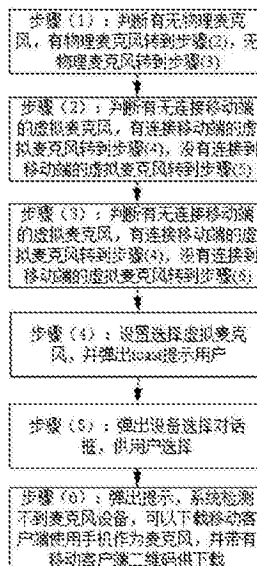 步骤（1）：判断有无物理麦克
风，有物理麦克风转到步骤(2)，无
物理麦克风转到步骤(3)
步骤（2）：判断有无连接移动端
的虚拟麦克风，有连接移动端的虚
拟麦克风转到步骤(4)，没有连接到
移动端的虚拟麦克风转到步骤(5)
步骤（3）：判断有无连接移动端
的虚拟麦克风，有连接移动端的虚
拟麦克风转到步骤(4)，没有连接到
移动端的虚拟麦克风转到步骤(6)
步骤（4）：设置选择虚拟麦克
风，并弹出toast提示用户
步骤（5）：弹出设备选择对话
框，供用户选择
步骤（6）：弹出提示，系统检测
不到麦克风设备，可以下载移动客
户端使用手机作为麦克风，并带有
移动客户端二维码供下载